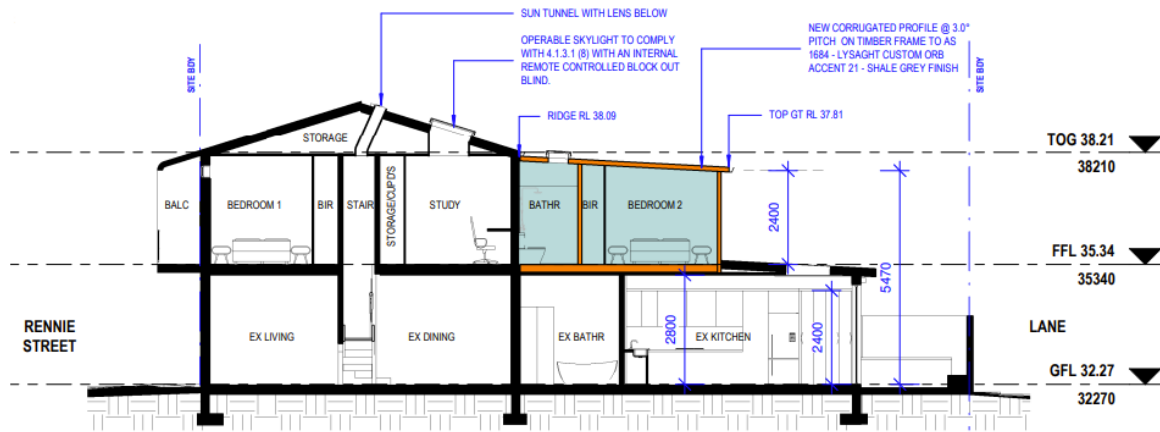 SUN TUNNEL WITH LENS BELOW
OPERABLE SKYLIGHT TO COMPLY
WITH 4.1.3.1 (8) WITH AN INTERNAL
REMOTE CONTROLLED BLOCK OUT
BLIND.
NEW CORRUGATED PROFILE @ 3.0°
PITCH ON TIMBER FRAME TO AS
1684 - LYSAGHT CUSTOM ORB
ACCENT 21 - SHALE GREY FINISH
SITE BDY
SITE BDY
RIDGE RL 38.09
TOP GT RL 37.81
STORAGE
TOG 38.21
38210
BALC
BEDROOM 1
BIR
STAIR
STORAGE/CUP'DS
STUDY
BATHR
BIR
BEDROOM 2
2400
5470
FFL 35.34
35340
RENNIE
STREET
EX LIVING
EX DINING
EX BATHR
2800
EX KITCHEN
2400
LANE
GFL 32.27
32270